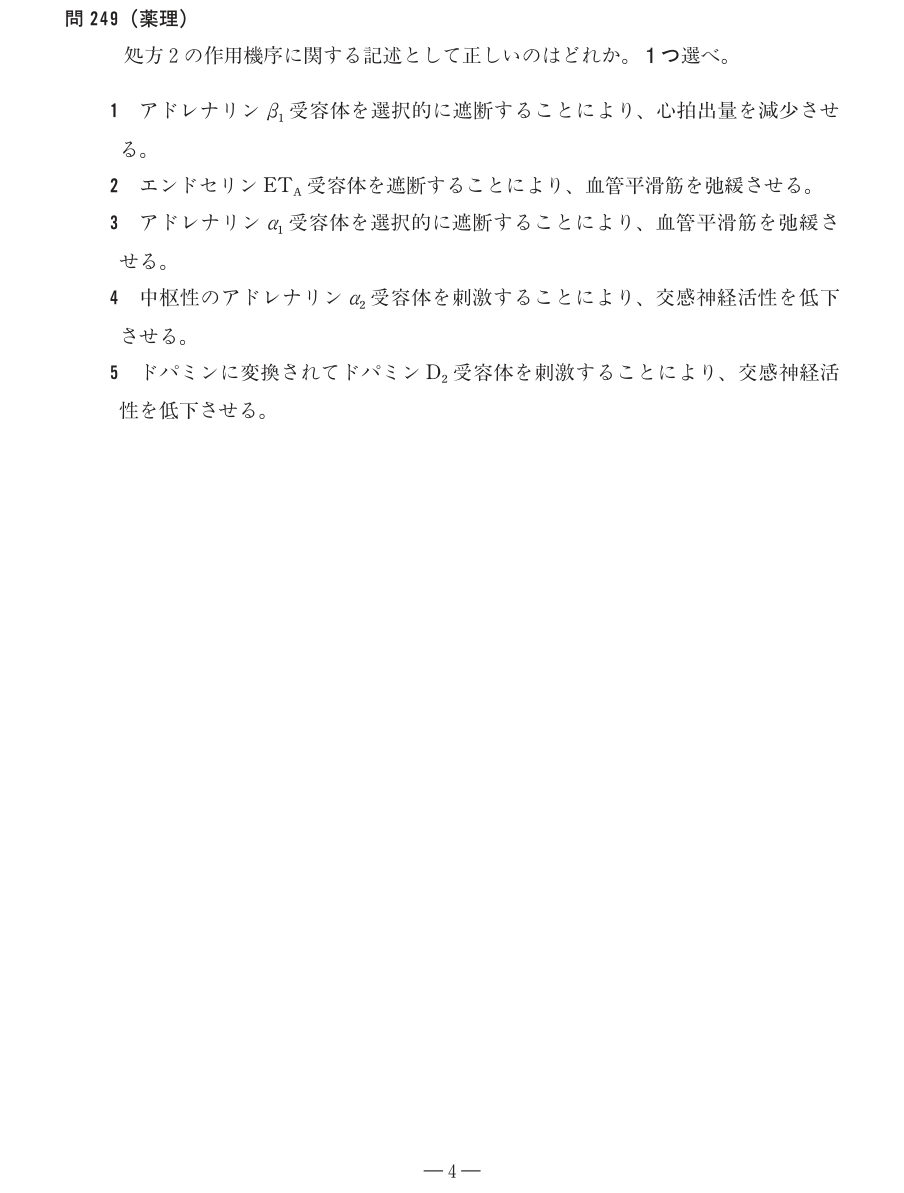 問 249（薬理）
処方２の作用機序に関する記述として正しいのはどれか。１つ選べ。
1　アドレナリン β₁ 受容体を選択的に遮断することにより、心拍出量を減少させ
る。
2　エンドセリン ETA 受容体を遮断することにより、血管平滑筋を弛緩させる。
3　アドレナリン α₁ 受容体を選択的に遮断することにより、血管平滑筋を弛緩さ
せる。
4　中枢性のアドレナリン α₂ 受容体を刺激することにより、交感神経活性を低下
させる。
5　ドパミンに変換されてドパミン D₂ 受容体を刺激することにより、交感神経活
性を低下させる。
— 4 —